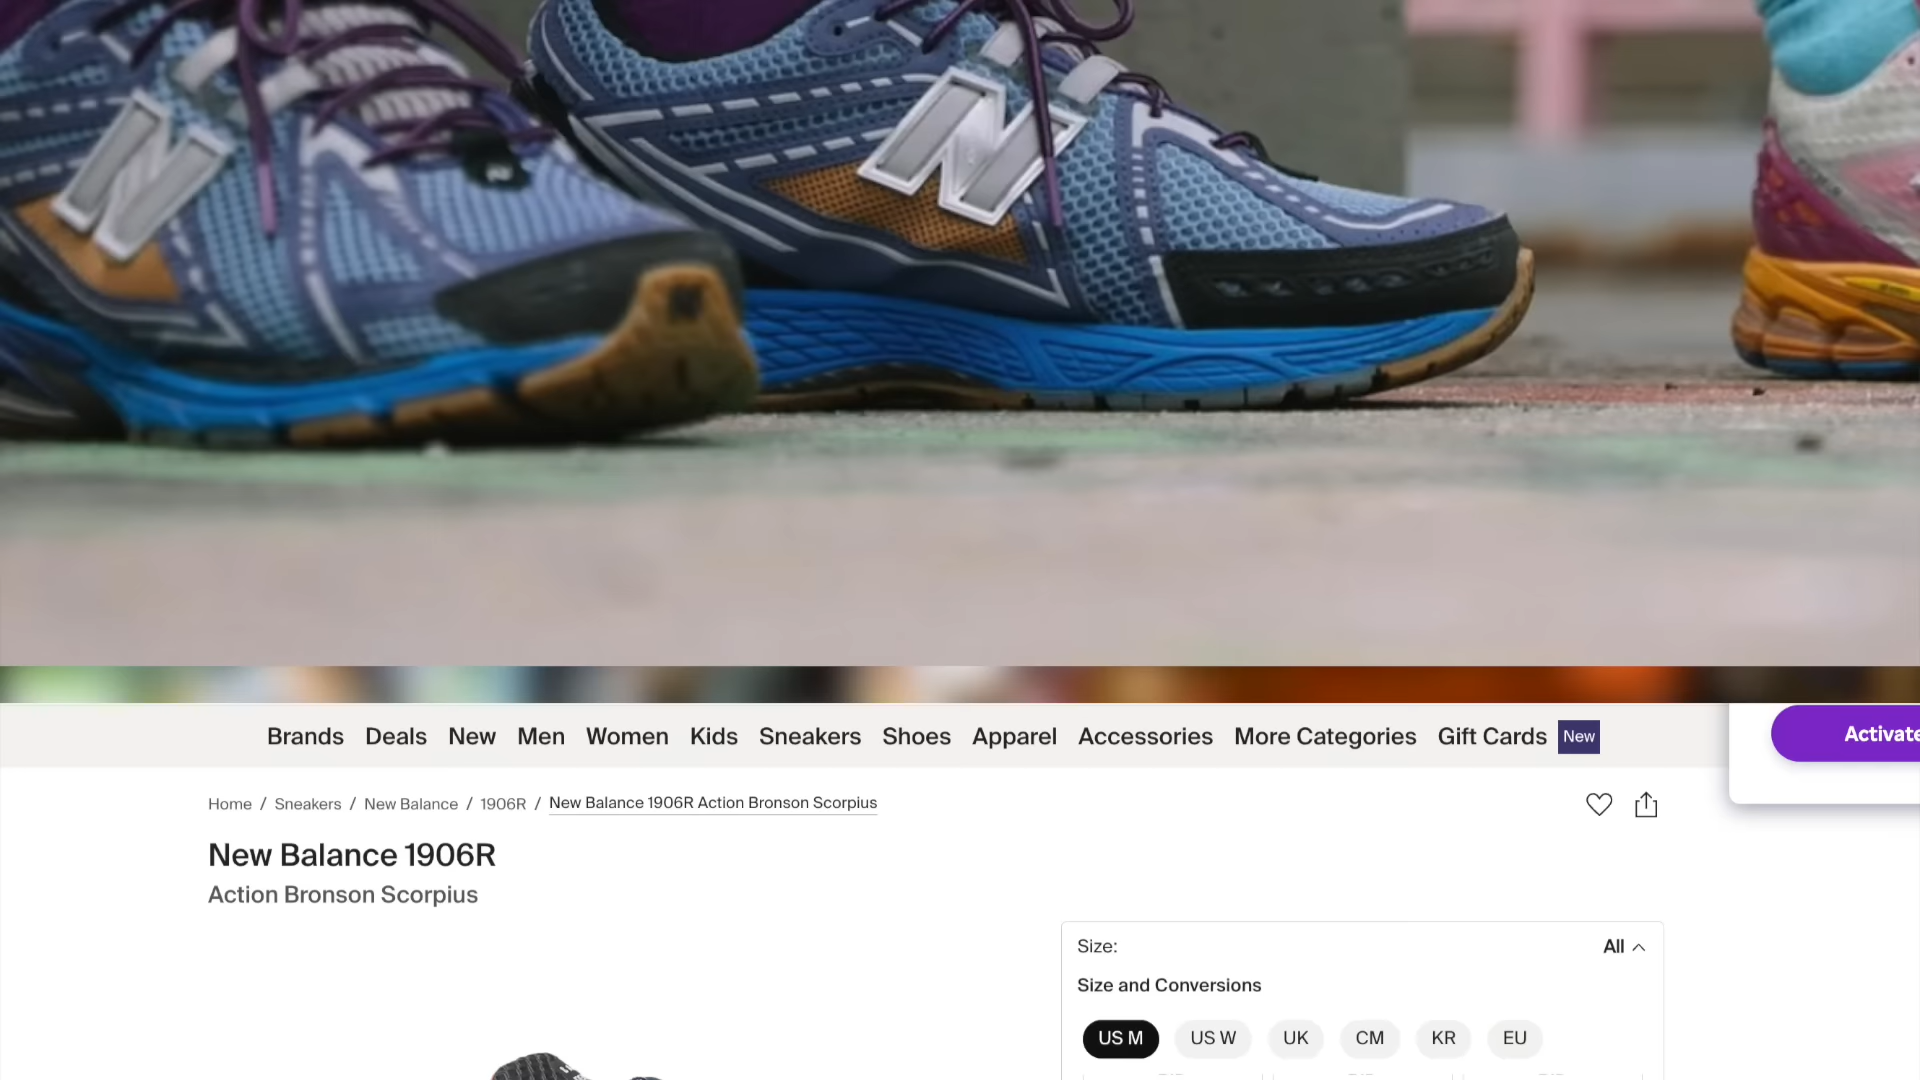 N
N
Brands Deals New Men Women Kids Sneakers Shoes Apparel Accessories More Categories Gift Cards New
Activate
Home / Sneakers / New Balance / 1906R / New Balance 1906R Action Bronson Scorpius
New Balance 1906R
Action Bronson Scorpius
Size:
All
Size and Conversions
US M US W UK CM KR EU